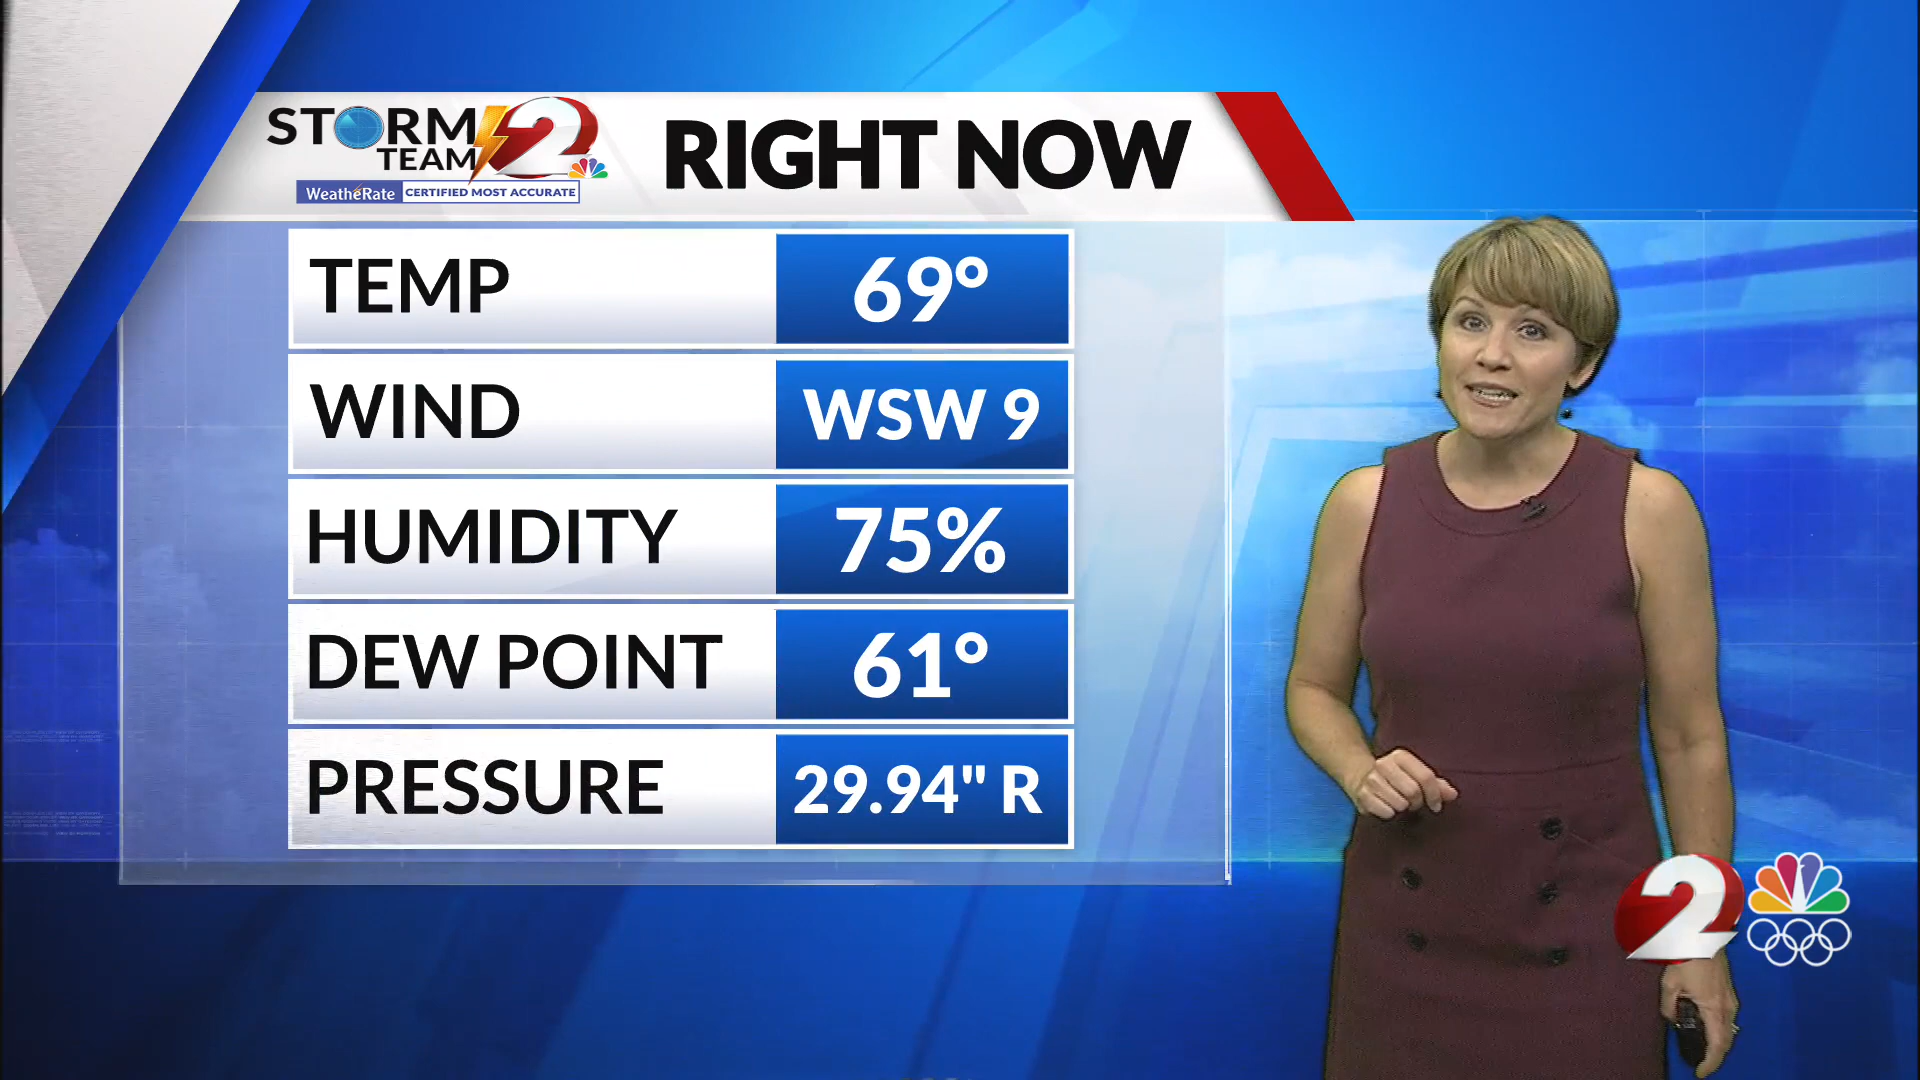 STORM
TEAM 2
WeatheRate CERTIFIED MOST ACCURATE
RIGHT NOW
TEMP 69°
WIND WSW 9
HUMIDITY 75%
DEW POINT 61°
PRESSURE 29.94" R
2